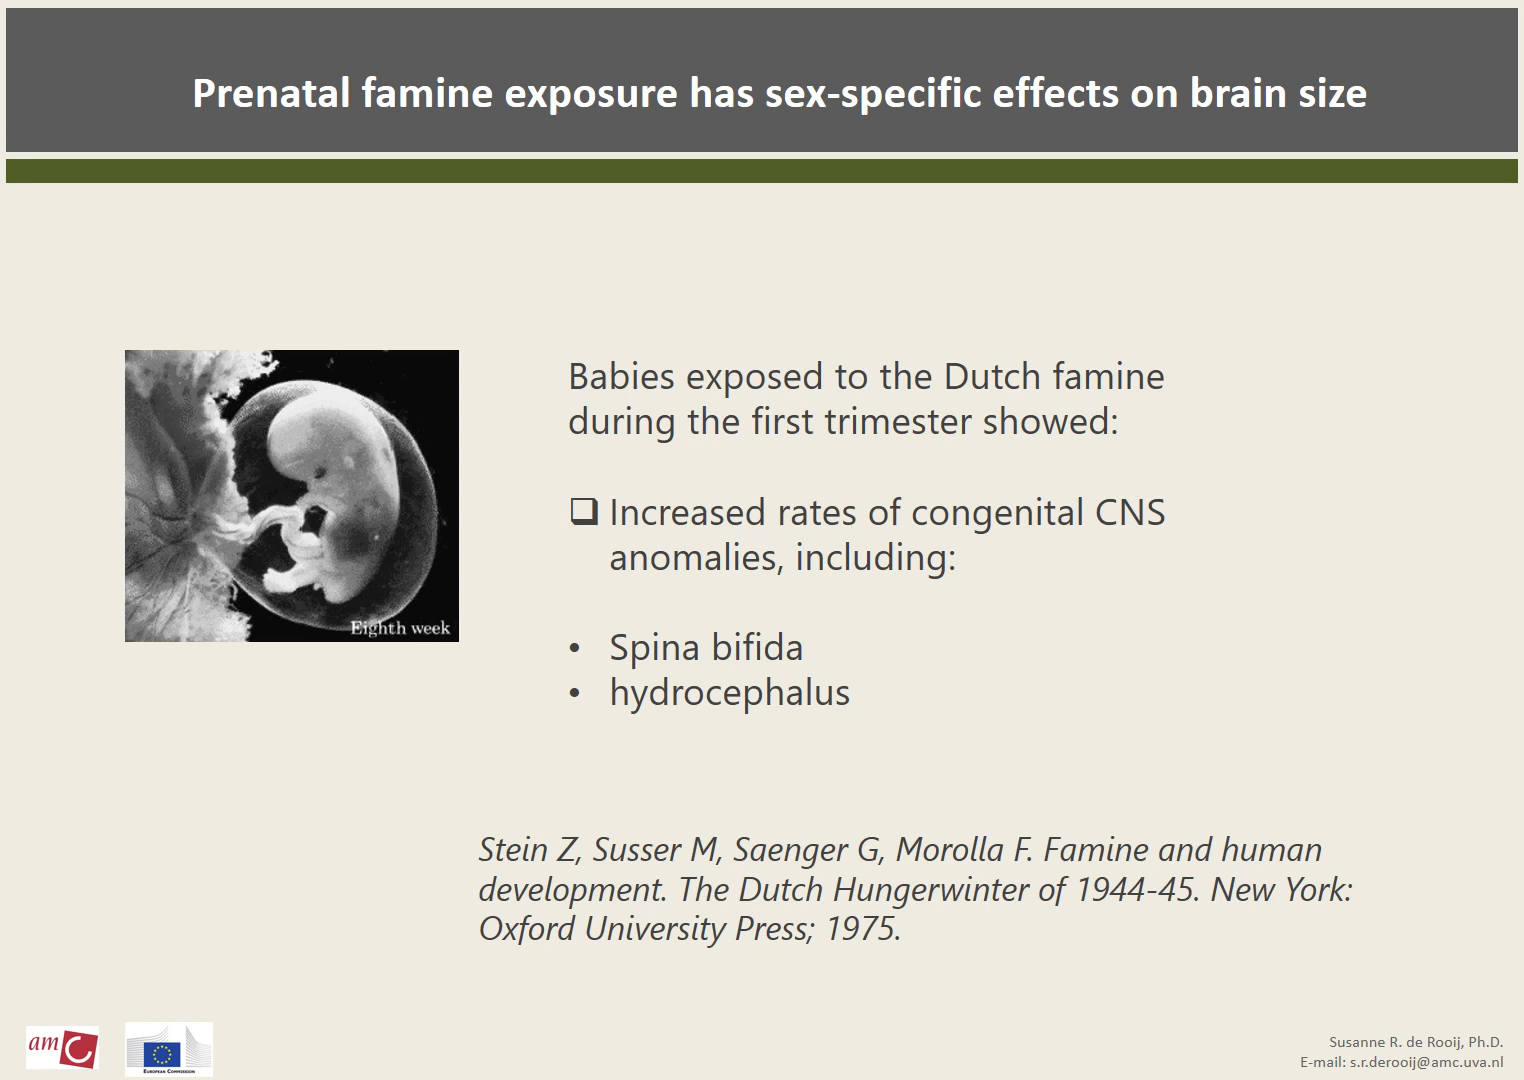 Prenatal famine exposure has sex-specific effects on brain size
Babies exposed to the Dutch famine
during the first trimester showed:
Increased rates of congenital CNS
anomalies, including:
• Spina bifida
• hydrocephalus
Eighth week
Stein Z, Susser M, Saenger G, Morolla F. Famine and human
development. The Dutch Hungerwinter of 1944-45. New York:
Oxford University Press; 1975.
amC
European Commission
Susanne R. de Rooij, Ph.D.
E-mail: s.r.derooij@amc.uva.nl